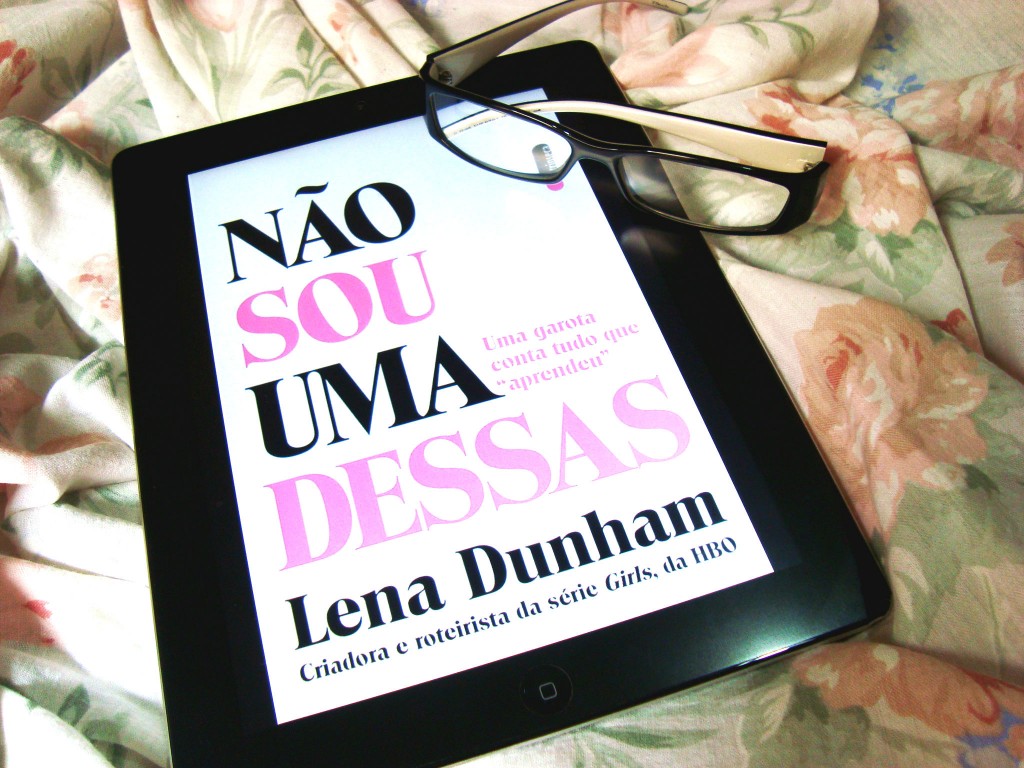 NÃO
SOU
UMA
Uma garota
conta tudo que
“aprendeu”
DESSAS
Lena Dunham
Criadora e roteirista da série Girls, da HBO